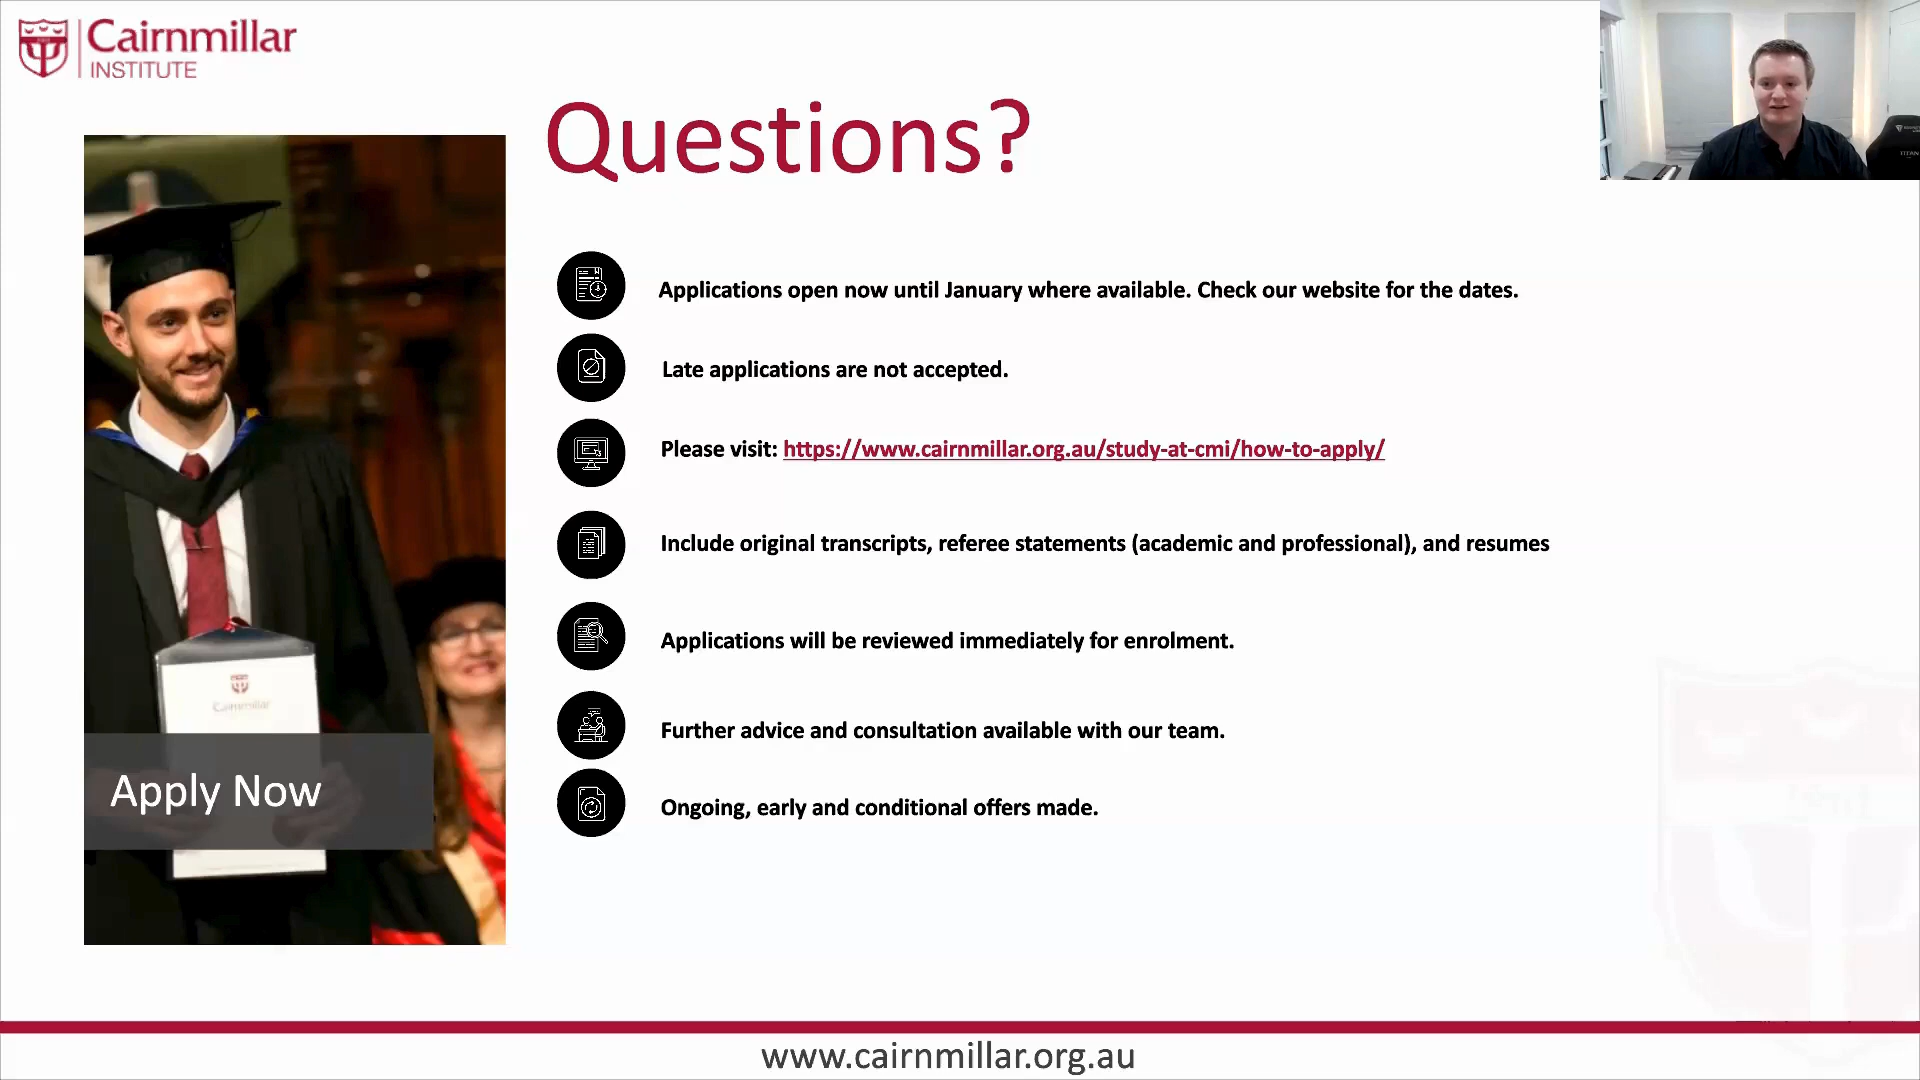 Cairnmillar
INSTITUTE
Questions?
Applications open now until January where available. Check our website for the dates.
Late applications are not accepted.
Please visit: https://www.cairnmillar.org.au/study-at-cmi/how-to-apply/
Include original transcripts, referee statements (academic and professional), and resumes
Applications will be reviewed immediately for enrolment.
Further advice and consultation available with our team.
Ongoing, early and conditional offers made.
Cairnmillar
Apply Now
TITAN
www.cairnmillar.org.au